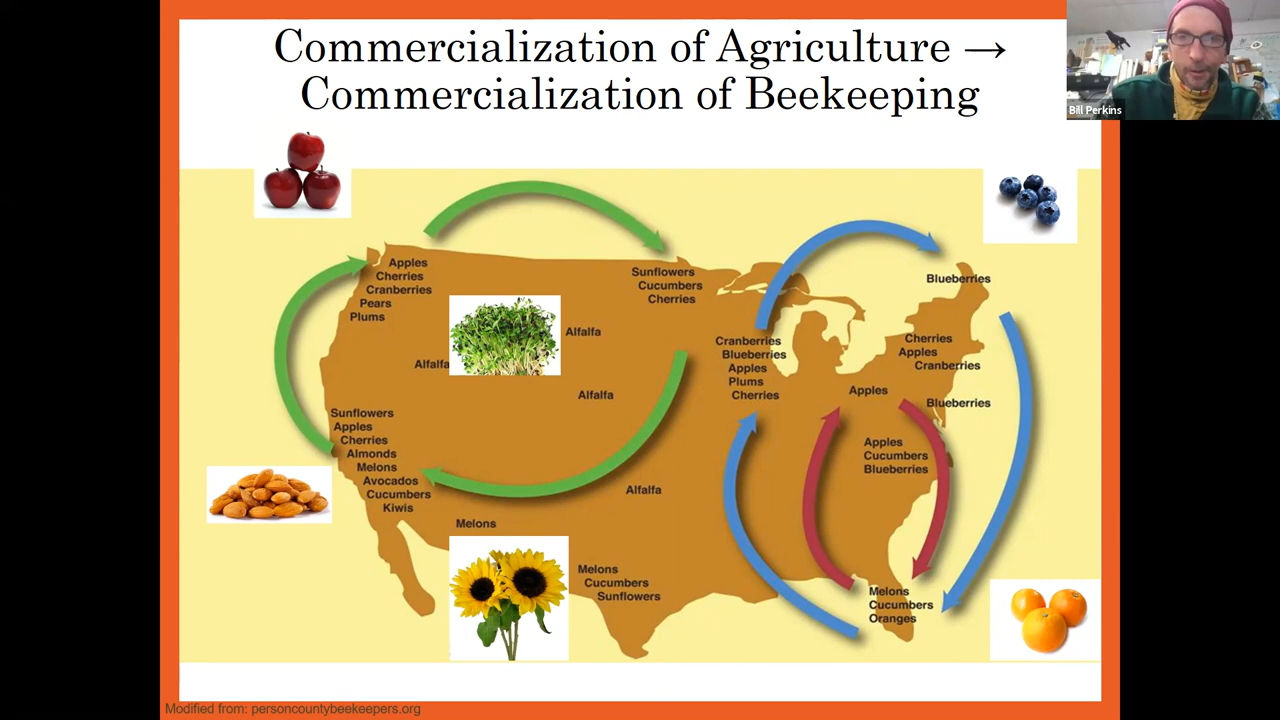 Commercialization of Agriculture →
Commercialization of Beekeeping
Bill Perkins
Apples
Cherries
Cranberries
Pears
Plums
Sunflowers
Cucumbers
Cherries
Blueberries
Alfalfa
Alfalfa
Alfalfa
Cranberries
Blueberries
Apples
Plums
Cherries
Cherries
Apples
Cranberries
Apples
Blueberries
Sunflowers
Apples
Cherries
Almonds
Melons
Avocados
Cucumbers
Kiwis
Apples
Cucumbers
Blueberries
Alfalfa
Melons
Melons
Cucumbers
Sunflowers
Melons
Cucumbers
Oranges
Modified from: personcountybeekeepers.org